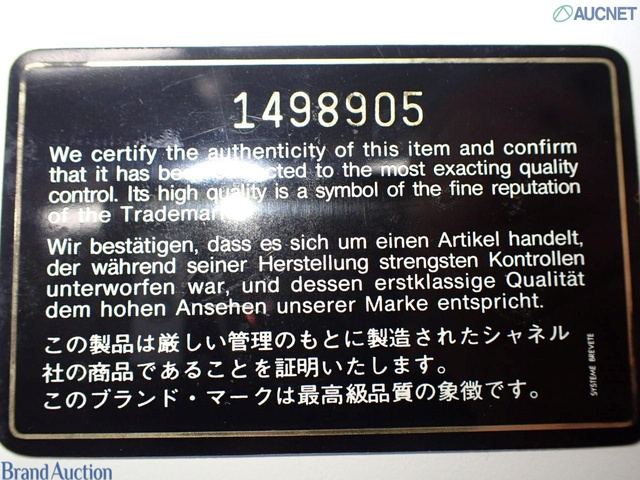 AUCNET
1498905
We certify the authenticity of this item and confirm
that it has been subjected to the most exacting quality
control. Its high quality is a symbol of the fine reputation
of the Trademark
Wir bestätigen, dass es sich um einen Artikel handelt,
der während seiner Herstellung strengsten Kontrollen
unterworfen war, und dessen erstklassige Qualität
dem hohen Ansehen unserer Marke entspricht.
この製品は厳しい管理のもとに製造されたシャネル
社の商品であることを証明いたします。
このブランド・マークは最高級品質の象徴です。
SYSTEME BREVETE
Brand Auction